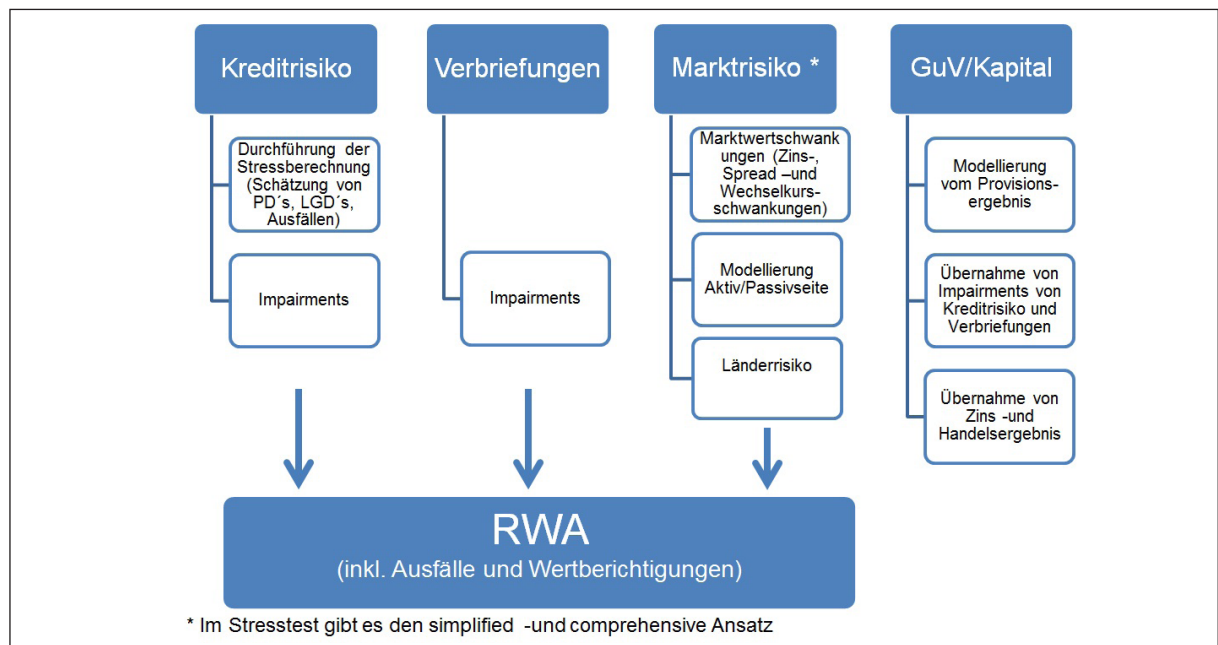 Kreditrisiko
Durchführung der
Stressberechnung
(Schätzung von
PD´s, LGD´s,
Ausfällen)
Impairments
Verbriefungen
Impairments
Marktrisiko *
Marktwertschwank
ungen (Zins-,
Spread –und
Wechselkurs-
schwankungen)
Modellierung
Aktiv/Passivseite
Länderrisiko
GuV/Kapital
Modellierung
vom Provisions-
ergebnis
Übernahme von
Impairments von
Kreditrisiko und
Verbriefungen
Übernahme von
Zins -und
Handelsergebnis
RWA
(inkl. Ausfälle und Wertberichtigungen)
* Im Stresstest gibt es den simplified -und comprehensive Ansatz